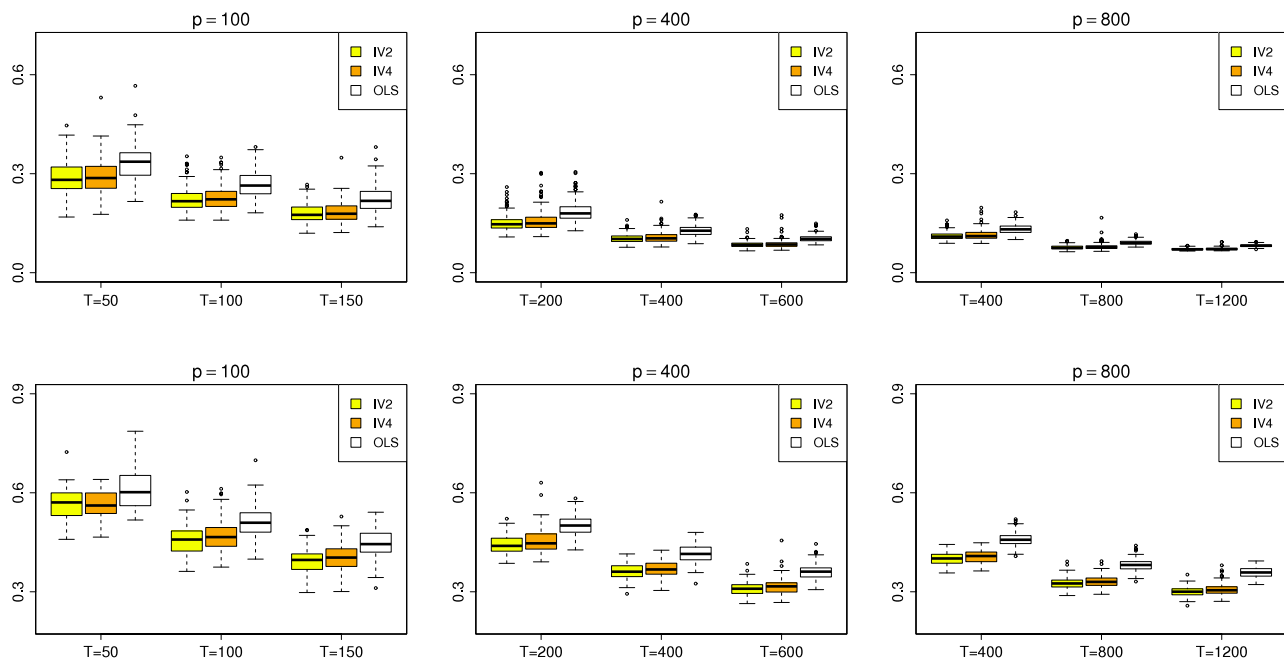 p = 100
p = 400
p = 800
IV2
IV4
OLS
IV2
IV4
OLS
IV2
IV4
OLS
0.6
0.3
0.0
0.6
0.3
0.0
0.6
0.3
0.0
T=50 T=100 T=150
T=200 T=400 T=600
T=400 T=800 T=1200
p = 100
p = 400
p = 800
IV2
IV4
OLS
IV2
IV4
OLS
IV2
IV4
OLS
0.9
0.6
0.3
0.9
0.6
0.3
0.9
0.6
0.3
T=50 T=100 T=150
T=200 T=400 T=600
T=400 T=800 T=1200